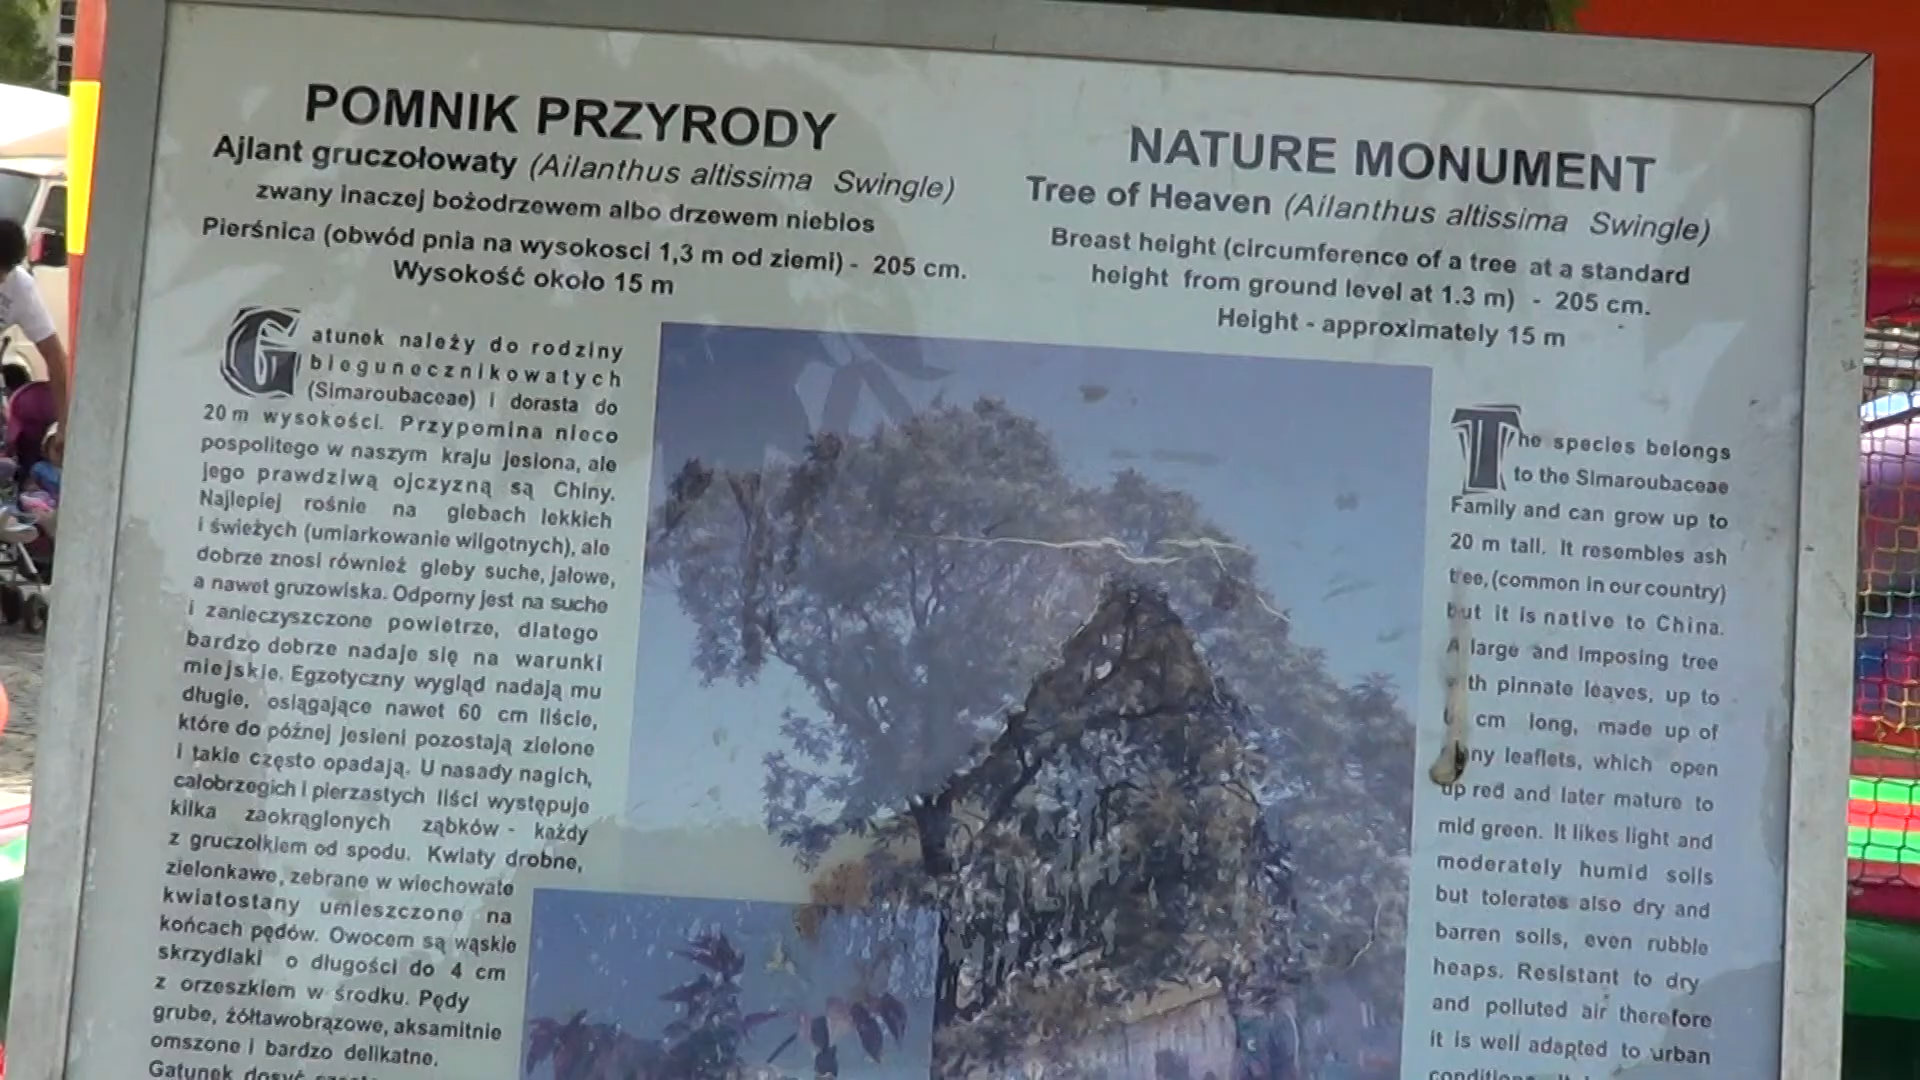 POMNIK PRZYRODY
Ajlant gruczołowaty (Ailanthus altissima Swingle)
zwany inaczej bożodrzewem albo drzewem niebios
Pierśnica (obwód pnia na wysokosci 1,3 m od ziemi) - 205 cm.
Wysokość około 15 m
Gatunek należy do rodziny
biegunecznikowatych
(Simaroubaceae) i dorasta do
20 m wysokości. Przypomina nieco
pospolitego w naszym kraju jesiona, ale
jego prawdziwą ojczyzną są Chiny.
Najlepiej rośnie na glebach lekkich
i świeżych (umiarkowanie wilgotnych), ale
dobrze znosi również gleby suche, jałowe,
a nawet gruzowiska. Odporny jest na suche
i zanieczyszczone powietrze, dlatego
bardzo dobrze nadaje się na warunki
miejskie. Egzotyczny wygląd nadają mu
długie, osiągające nawet 60 cm liście,
które do późnej jesieni pozostają zielone
i takie często opadają. U nasady nagich,
całobrzegich i pierzastych liści występuje
kilka zaokrąglonych ząbków - każdy
z gruczołkiem od spodu. Kwiaty drobne,
zielonkawe, zebrane w wiechowate
kwiatostany umieszczone na
końcach pędów. Owocem są wąskie
skrzydlaki o długości do 4 cm
z orzeszkiem w środku. Pędy
grube, żółtawobrązowe, aksamitnie
omszone i bardzo delikatne.
Gatunek dosyć
NATURE MONUMENT
Tree of Heaven (Ailanthus altissima Swingle)
Breast height (circumference of a tree at a standard
height from ground level at 1.3 m) - 205 cm.
Height - approximately 15 m
The species belongs
to the Simaroubaceae
Family and can grow up to
20 m tall. It resembles ash
tree, (common in our country)
but it is native to China.
A large and imposing tree
th pinnate leaves, up to
cm long, made up of
ny leaflets, which open
up red and later mature to
mid green. It likes light and
moderately humid soils
but tolerates also dry and
barren soils, even rubble
heaps. Resistant to dry
and polluted air therefore
it is well adapted to urban